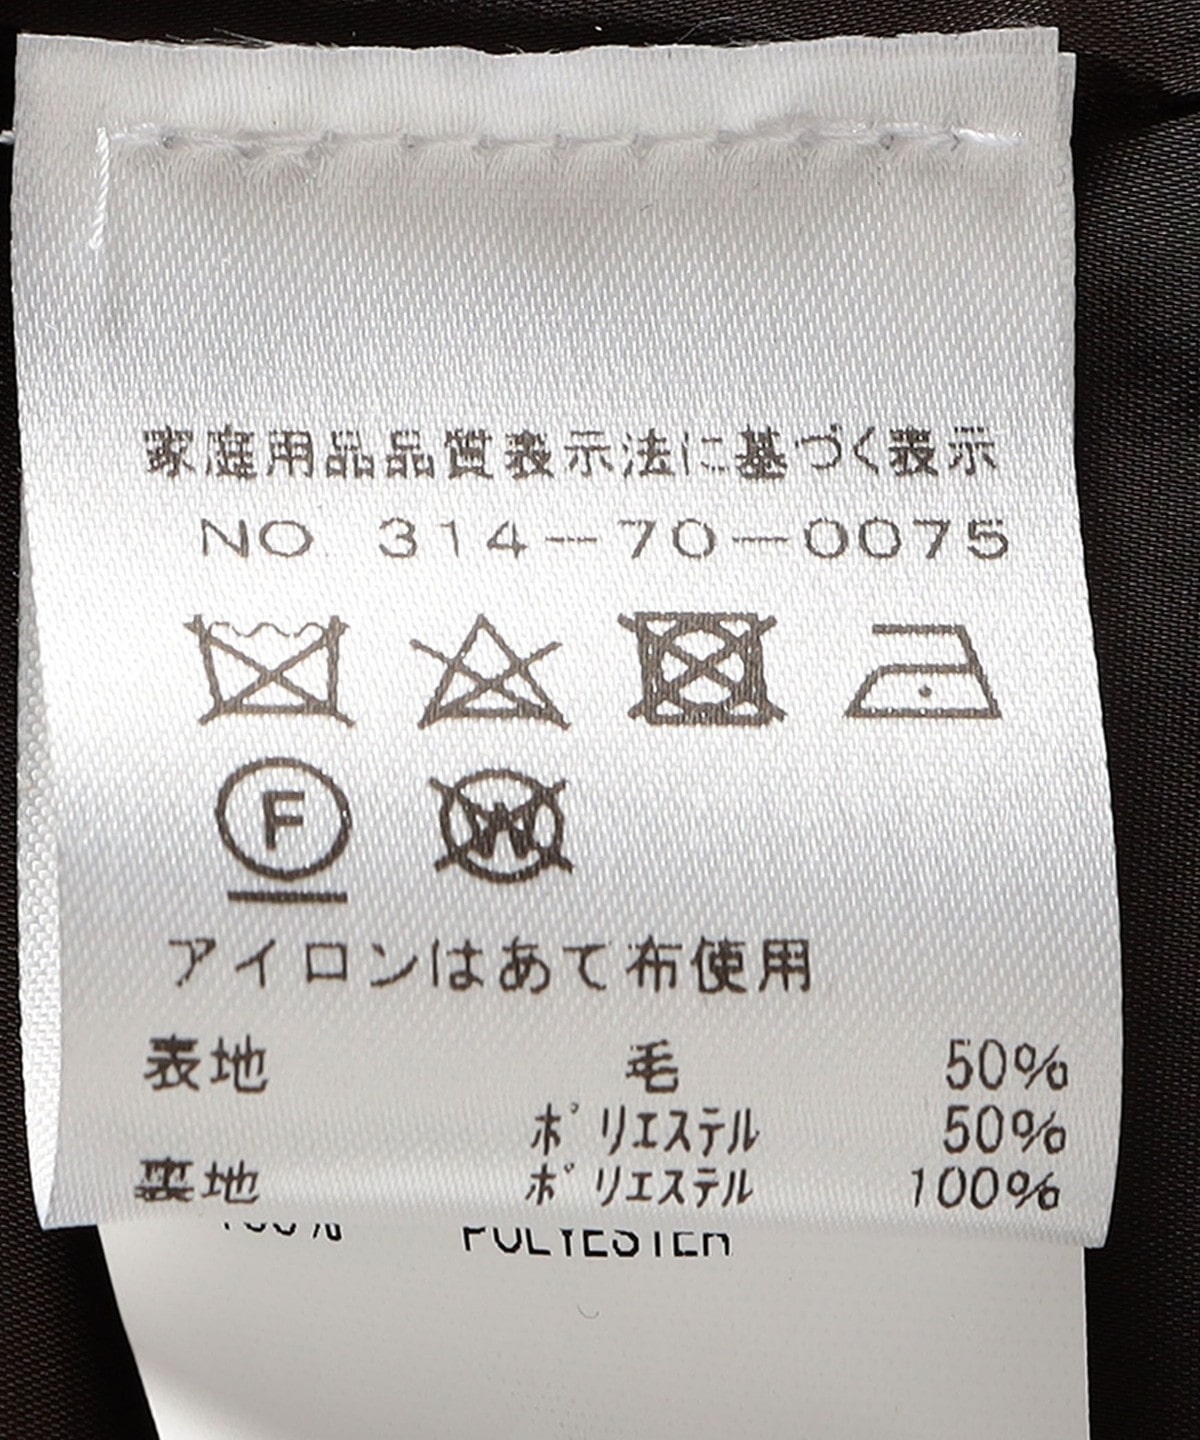 家庭用品品質表示法に基づく表示
NO. 314-70-0075
F
W
アイロンはあて布使用
表地 毛 50%
ポリエステル 50%
裏地 ポリエステル 100%
100% POLYESTER